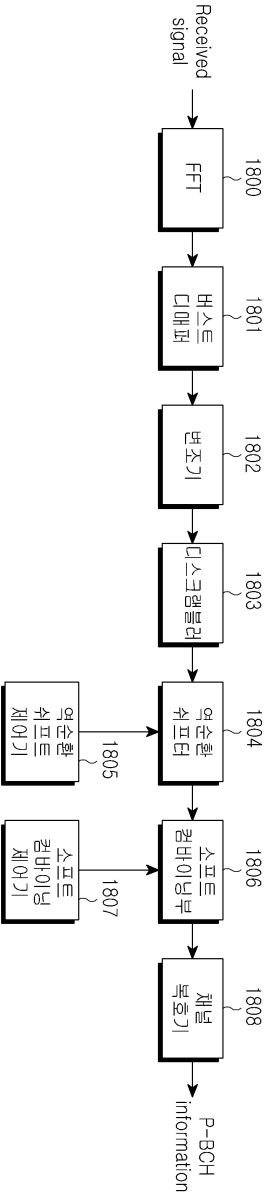 Received
signal
1800
FFT
1801
버스트
디매퍼
1802
변조기
1803
디스크램블러
1804
역순환
쉬프터
1805
역순환
쉬프트
제어기
1806
소프트
컴바이닝부
1807
소프트
컴바이닝
제어기
1808
채널
복호기
P-BCH
information